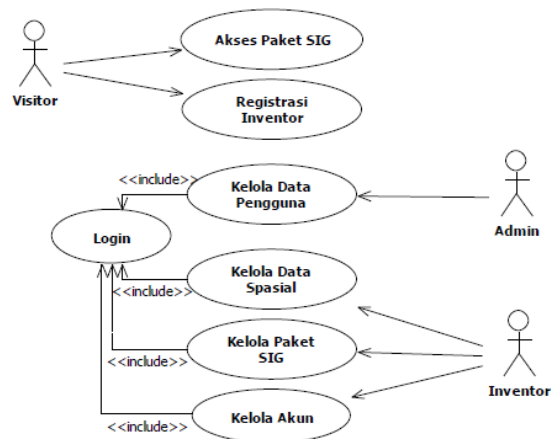 Akses Paket SIG
Visitor
Registrasi
Inventor
<<include>>
Kelola Data
Pengguna
Admin
Login
Kelola Data
Spasial
<<include>>
Kelola Paket
SIG
<<include>>
Inventor
Kelola Akun
<<include>>